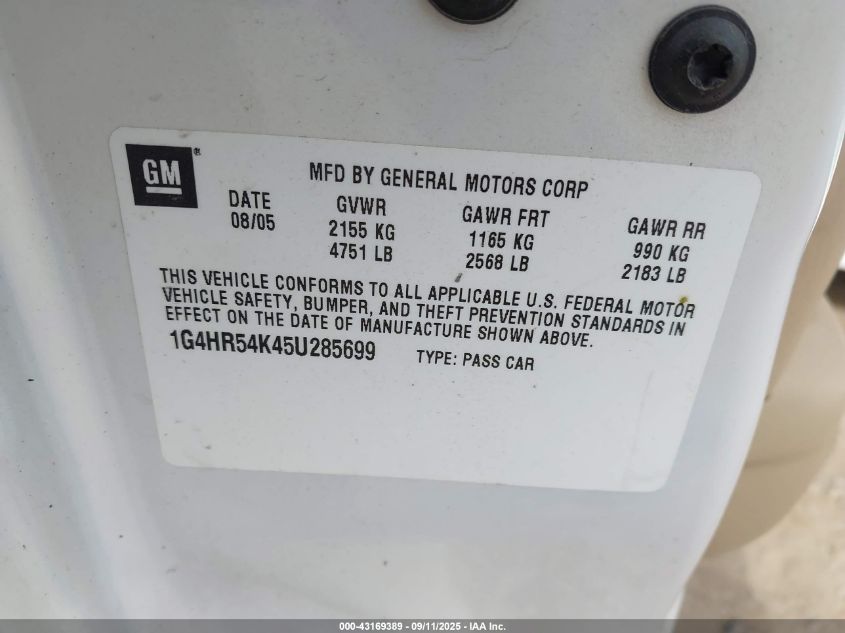 GM®
MFD BY GENERAL MOTORS CORP
DATE GVWR GAWR FRT GAWR RR
08/05 2155 KG 1165 KG 990 KG
4751 LB 2568 LB 2183 LB
THIS VEHICLE CONFORMS TO ALL APPLICABLE U.S. FEDERAL MOTOR
VEHICLE SAFETY, BUMPER, AND THEFT PREVENTION STANDARDS IN
EFFECT ON THE DATE OF MANUFACTURE SHOWN ABOVE.
1G4HR54K45U285699 TYPE: PASS CAR
000-43169389 - 09/11/2025 - IAA Inc.